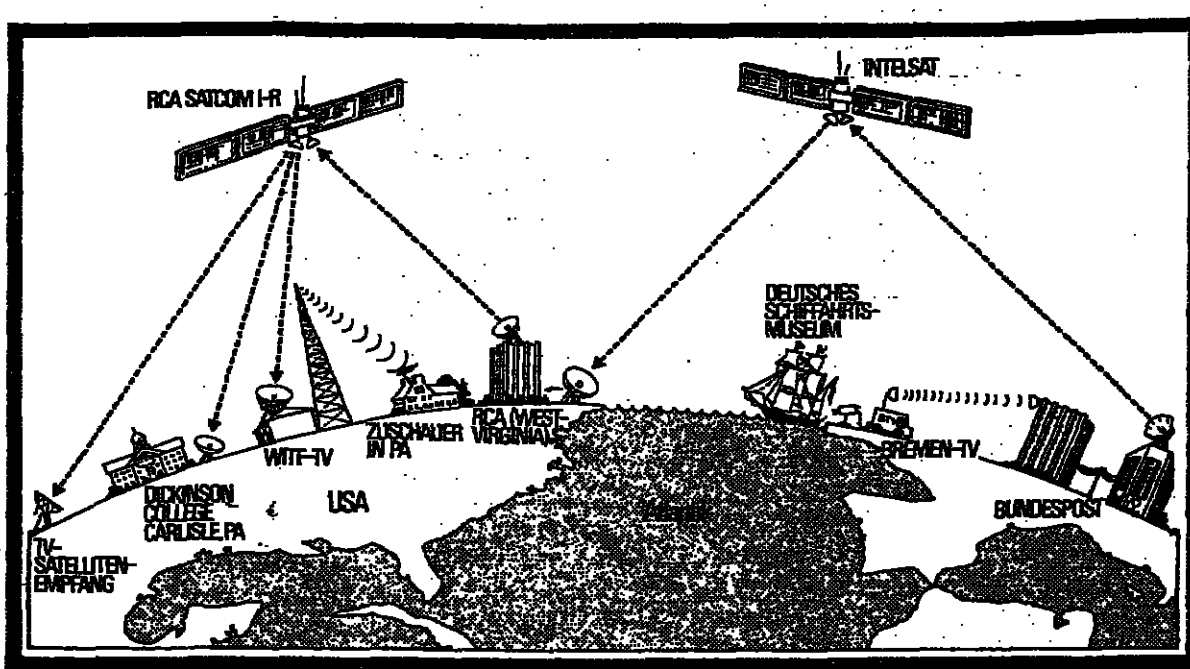 RCA SATCOM I-R
INTELSAT
DEUTSCHES
SCHIFFAHRTS-
MUSEUM
RCA (WEST-
VIRGINIA)
ZUSCHAUER
IN PA
WITF-TV
BREMEN-TV
DICKINSON
COLLEGE
CARLISLE, PA
USA
BUNDESPOST
TV-
SATELLITEN-
EMPFANG